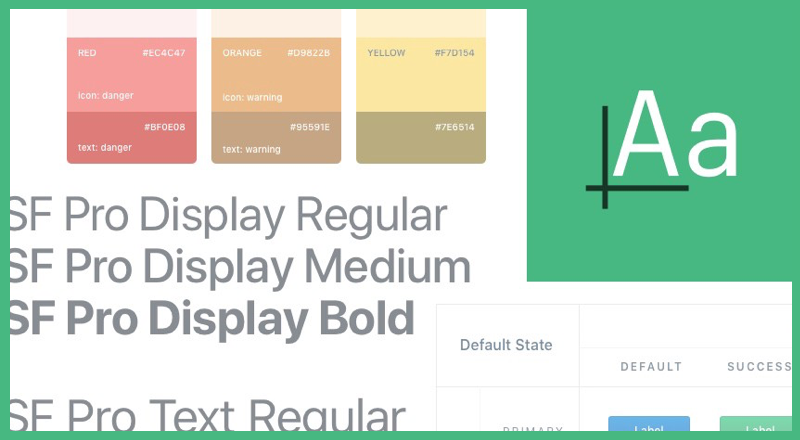 RED #EC4C47
icon: danger
#BF0E08
text: danger
ORANGE #D9822B
icon: warning
#95591E
text: warning
YELLOW #F7D154
#7E6514
Aa
SF Pro Display Regular
SF Pro Display Medium
SF Pro Display Bold
SF Pro Text Regular
Default State
DEFAULT SUCCESS
PRIMARY Label Label